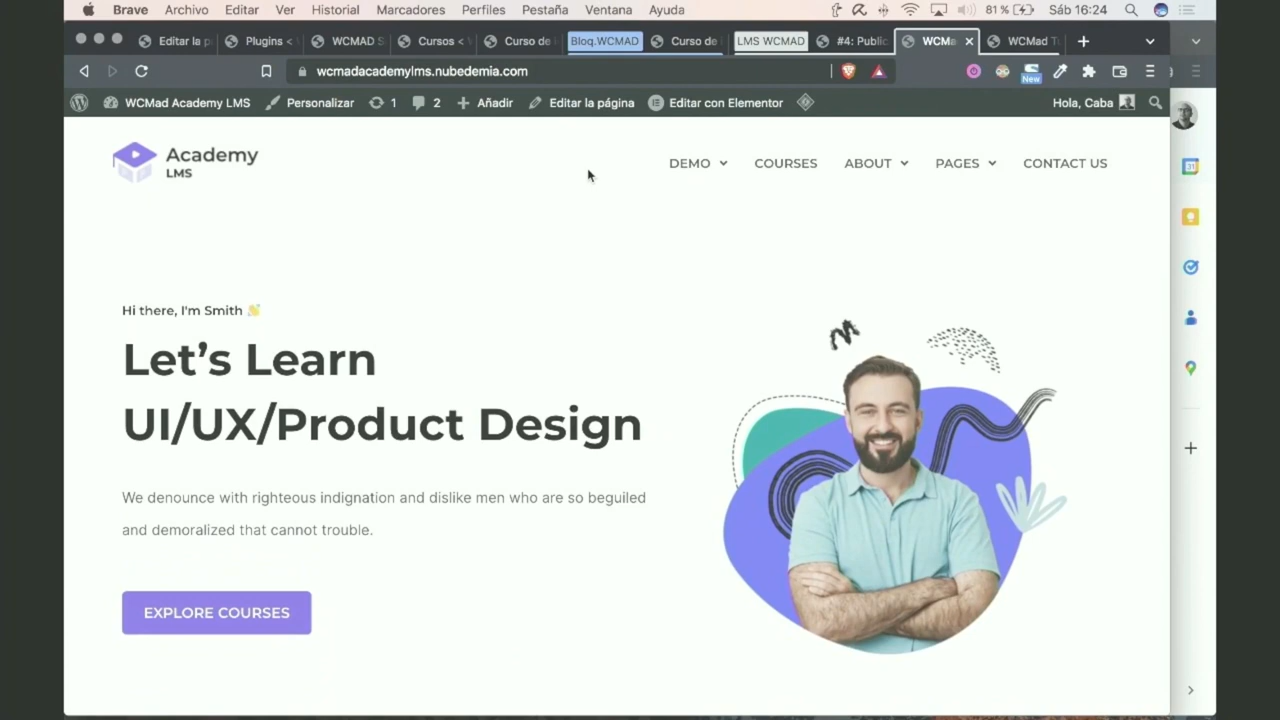 Brave Archivo Editar Ver Historial Marcadores Perfiles Pestaña Ventana Ayuda 81 % Sáb 16:24
Editar la p Plugins < WCMAD S Cursos < Curso de Bloq.WCMAD Curso de LMS WCMAD #4: Public WCMa WCMad T
wcmadacademylms.nubedemia.com New
WCMad Academy LMS Personalizar 1 2 Añadir Editar la página Editar con Elementor Hola, Caba
Academy
LMS
DEMO COURSES ABOUT PAGES CONTACT US
31
Hi there, I'm Smith 👋
Let’s Learn
UI/UX/Product Design
We denounce with righteous indignation and dislike men who are so beguiled
and demoralized that cannot trouble.
EXPLORE COURSES